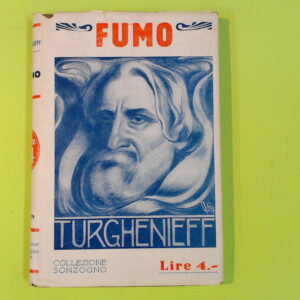 FUMO
TURGHENIEFF
COLLEZIONE
SONZOGNO
Lire 4.-